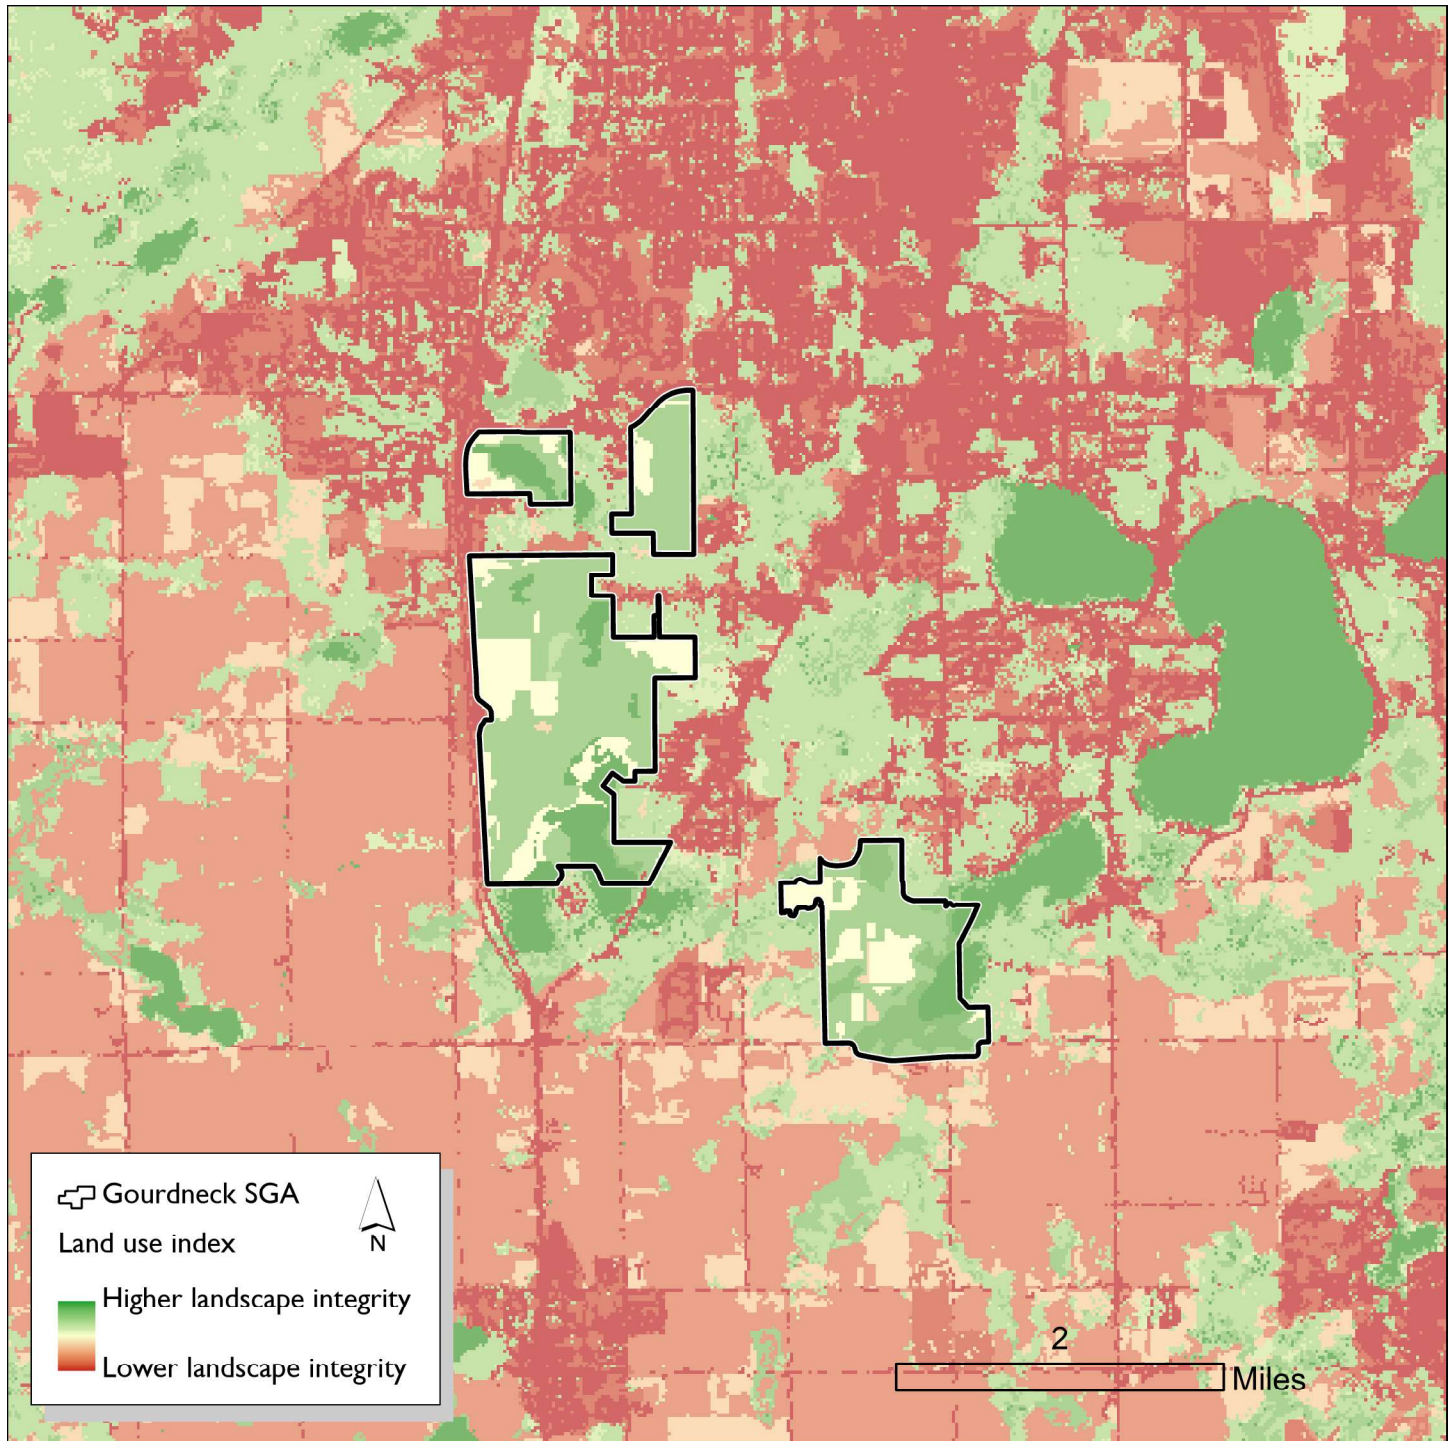 Gourdneck SGA
N
Land use index
Higher landscape integrity
Lower landscape integrity
2
Miles